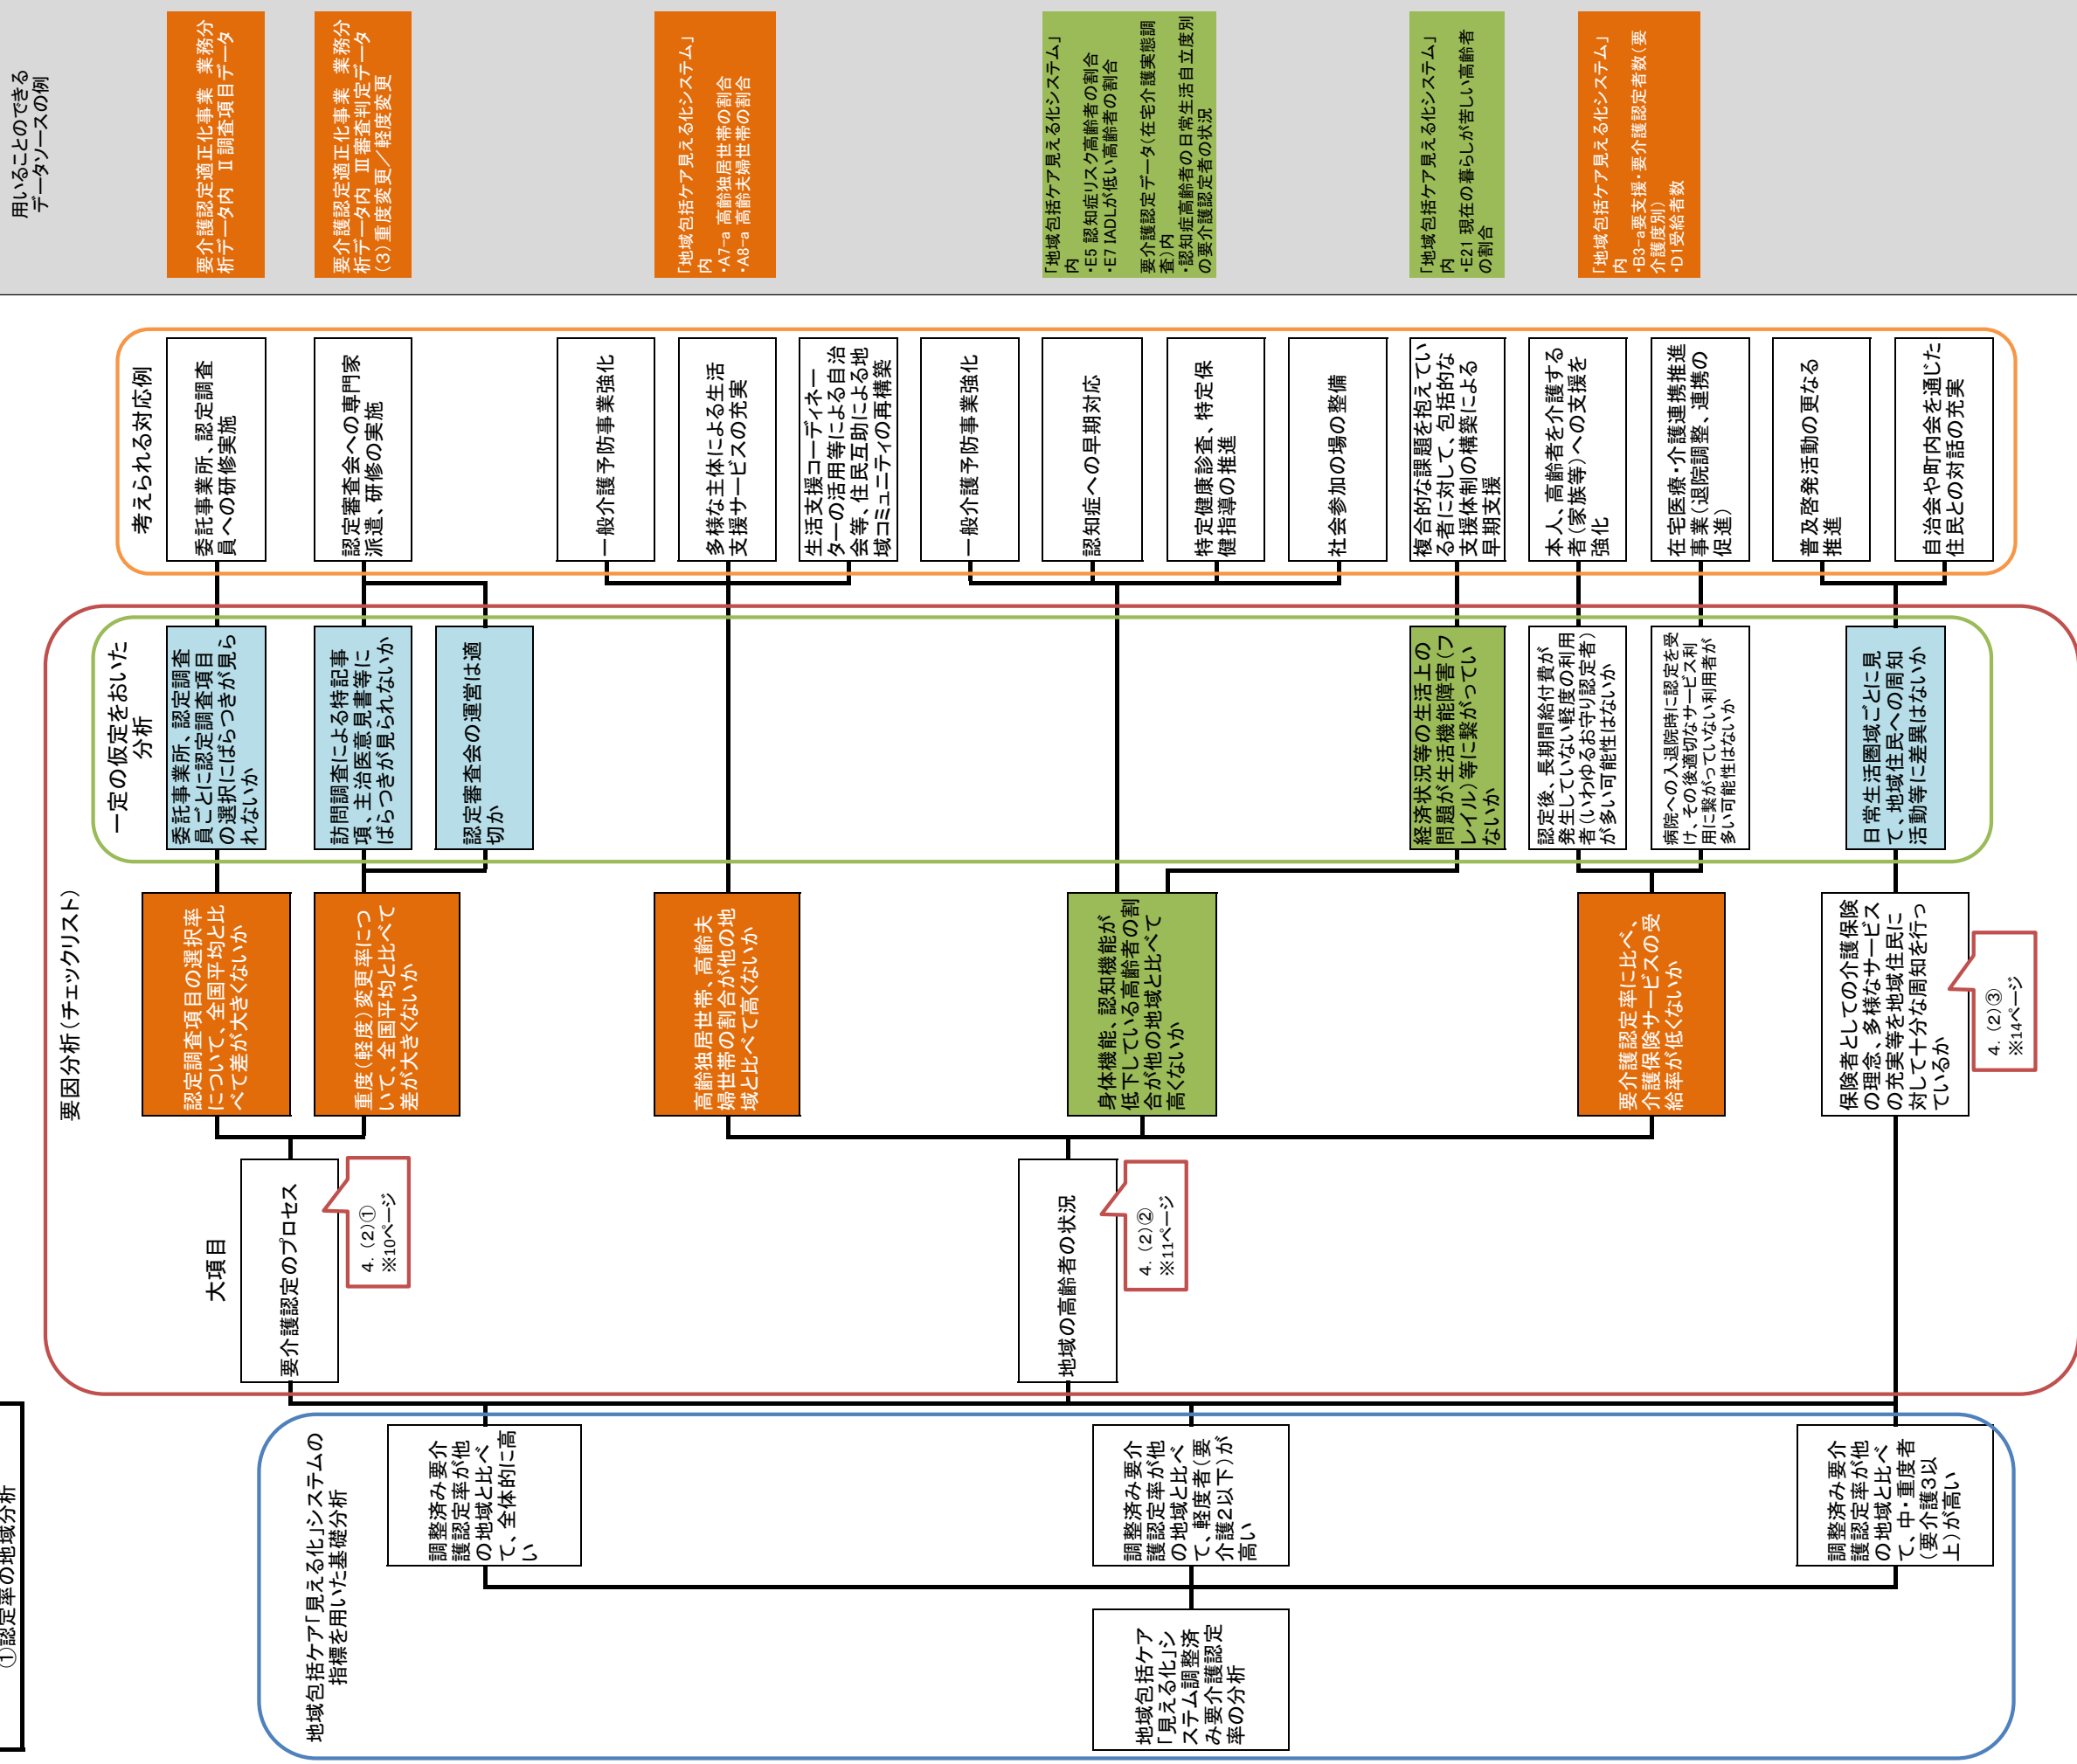 ①認定率の地域分析
地域包括ケア「見える化」システムの
指標を用いた基礎分析
地域包括ケア
「見える化」シ
ステム調整済
み要介護認定
率の分析
調整済み要介
護認定率が他
の地域と比べ
て、全体的に高
い
調整済み要介
護認定率が他
の地域と比べ
て、軽度者(要
介護2以下)が
高い
調整済み要介
護認定率が他
の地域と比べ
て、中・重度者
(要介護3以
上)が高い
要因分析(チェックリスト)
大項目
要介護認定のプロセス
4.(2)①
※10ページ
地域の高齢者の状況
4.(2)②
※11ページ
認定調査項目の選択率
について、全国平均と比
べて差が大きくないか
重度(軽度)変更率につ
いて、全国平均と比べて
差が大きくないか
高齢独居世帯、高齢夫
婦世帯の割合が他の地
域と比べて高くないか
身体機能、認知機能が
低下している高齢者の割
合が他の地域と比べて
高くないか
要介護認定率に比べ、
介護保険サービスの受
給率が低くないか
保険者としての介護保険
の理念、多様なサービス
の充実等を地域住民に
対して十分な周知を行っ
ているか
4.(2)③
※14ページ
一定の仮定をおいた
分析
委託事業所、認定調査
員ごとに認定調査項目
の選択にばらつきが見ら
れないか
訪問調査による特記事
項、主治医意見書等に
ばらつきが見られないか
認定審査会の運営は適
切か
経済状況等の生活上の
問題が生活機能障害(フ
レイル)等に繋がってい
ないか
認定後、長期間給付費が
発生していない軽度の利用
者(いわゆるお守り認定者)
が多い可能性はないか
病院への入退院時に認定を受
け、その後適切なサービス利
用に繋がっていない利用者が
多い可能性はないか
日常生活圏域ごとに見
て、地域住民への周知
活動等に差異はないか
考えられる対応例
委託事業所、認定調査
員への研修実施
認定審査会への専門家
派遣、研修の実施
一般介護予防事業強化
多様な主体による生活
支援サービスの充実
生活支援コーディネー
ターの活用等による自治
会等、住民互助による地
域コミュニティの再構築
一般介護予防事業強化
認知症への早期対応
特定健康診査、特定保
健指導の推進
社会参加の場の整備
複合的な課題を抱えてい
る者に対して、包括的な
支援体制の構築による
早期支援
本人、高齢者を介護する
者(家族等)への支援を
強化
在宅医療・介護連携推進
事業(退院調整、連携の
促進)
普及啓発活動の更なる
推進
自治会や町内会を通じた
住民との対話の充実
用いることのできる
データソースの例
要介護認定適正化事業 業務分
析データ内 Ⅱ調査項目データ
要介護認定適正化事業 業務分
析データ内 Ⅲ審査判定データ
(3)重度変更/軽度変更
「地域包括ケア見える化システム」
内
・A7-a 高齢独居世帯の割合
・A8-a 高齢夫婦世帯の割合
「地域包括ケア見える化システム」
内
・E5 認知症リスク高齢者の割合
・E7 IADLが低い高齢者の割合
要介護認定データ(在宅介護実態調
査)内
・認知症高齢者の日常生活自立度別
の要介護認定者の状況
「地域包括ケア見える化システム」
内
・E21 現在の暮らしが苦しい高齢者
の割合
「地域包括ケア見える化システム」
内
・B3-a要支援・要介護認定者数(要
介護度別)
・D1受給者数